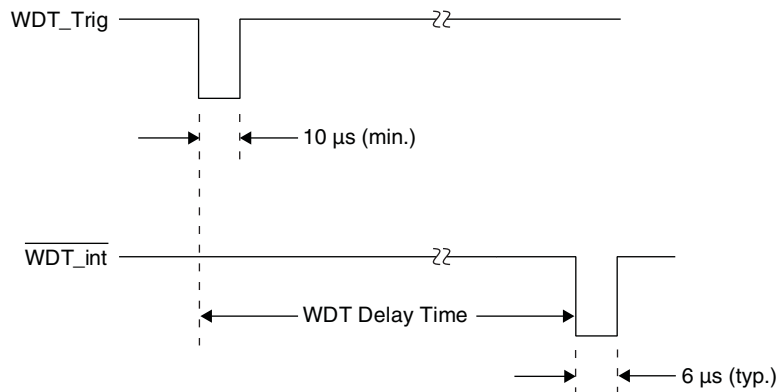 WDT_Trig
10 µs (min.)
WDT_int
WDT Delay Time
6 µs (typ.)